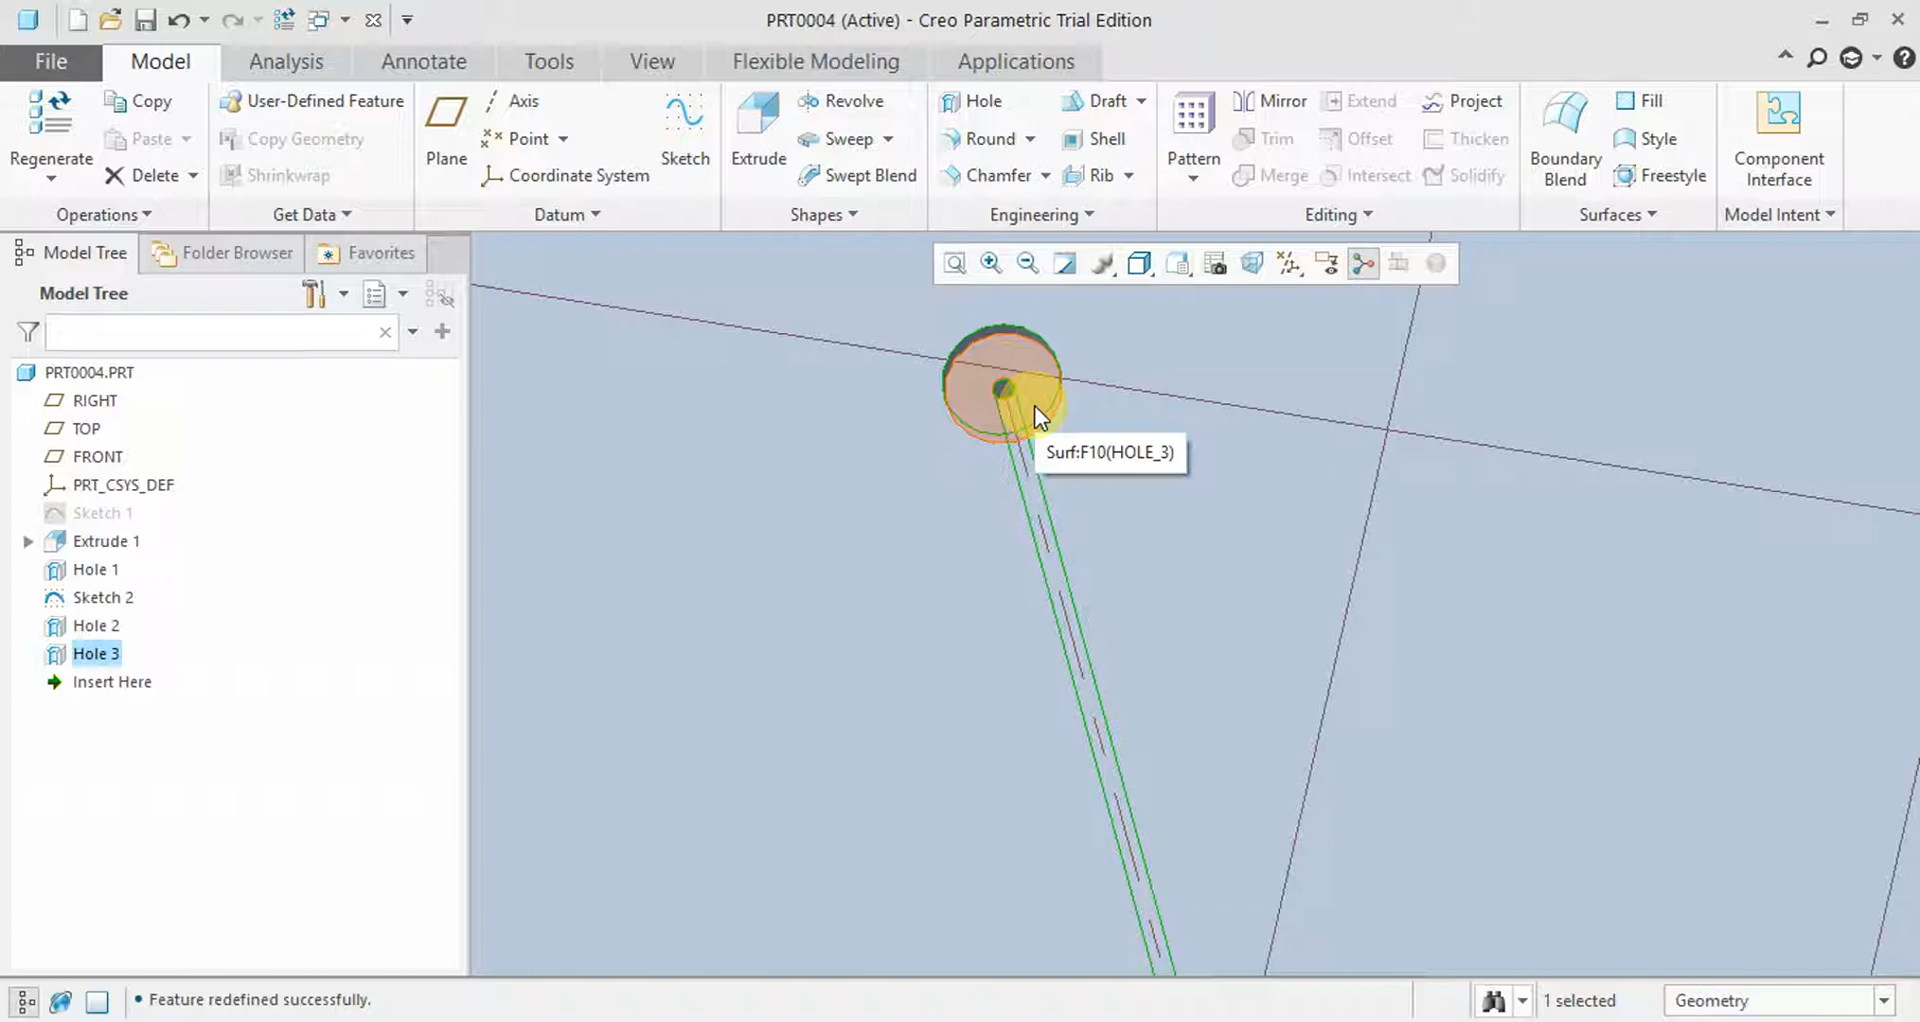 PRT0004 (Active) - Creo Parametric Trial Edition
File Model Analysis Annotate Tools View Flexible Modeling Applications
Regenerate
Copy
Paste
Delete
Operations
User-Defined Feature
Copy Geometry
Shrinkwrap
Get Data
Plane
Axis
Point
Coordinate System
Sketch
Datum
Extrude
Revolve
Sweep
Swept Blend
Shapes
Hole
Round
Chamfer
Draft
Shell
Rib
Engineering
Pattern
Mirror
Trim
Merge
Extend
Offset
Intersect
Project
Thicken
Solidify
Editing
Boundary
Blend
Fill
Style
Freestyle
Surfaces
Component
Interface
Model Intent
Model Tree Folder Browser Favorites
Model Tree
PRT0004.PRT
RIGHT
TOP
FRONT
PRT_CSYS_DEF
Sketch 1
Extrude 1
Hole 1
Sketch 2
Hole 2
Hole 3
Insert Here
Surf:F10(HOLE_3)
• Feature redefined successfully.
1 selected
Geometry